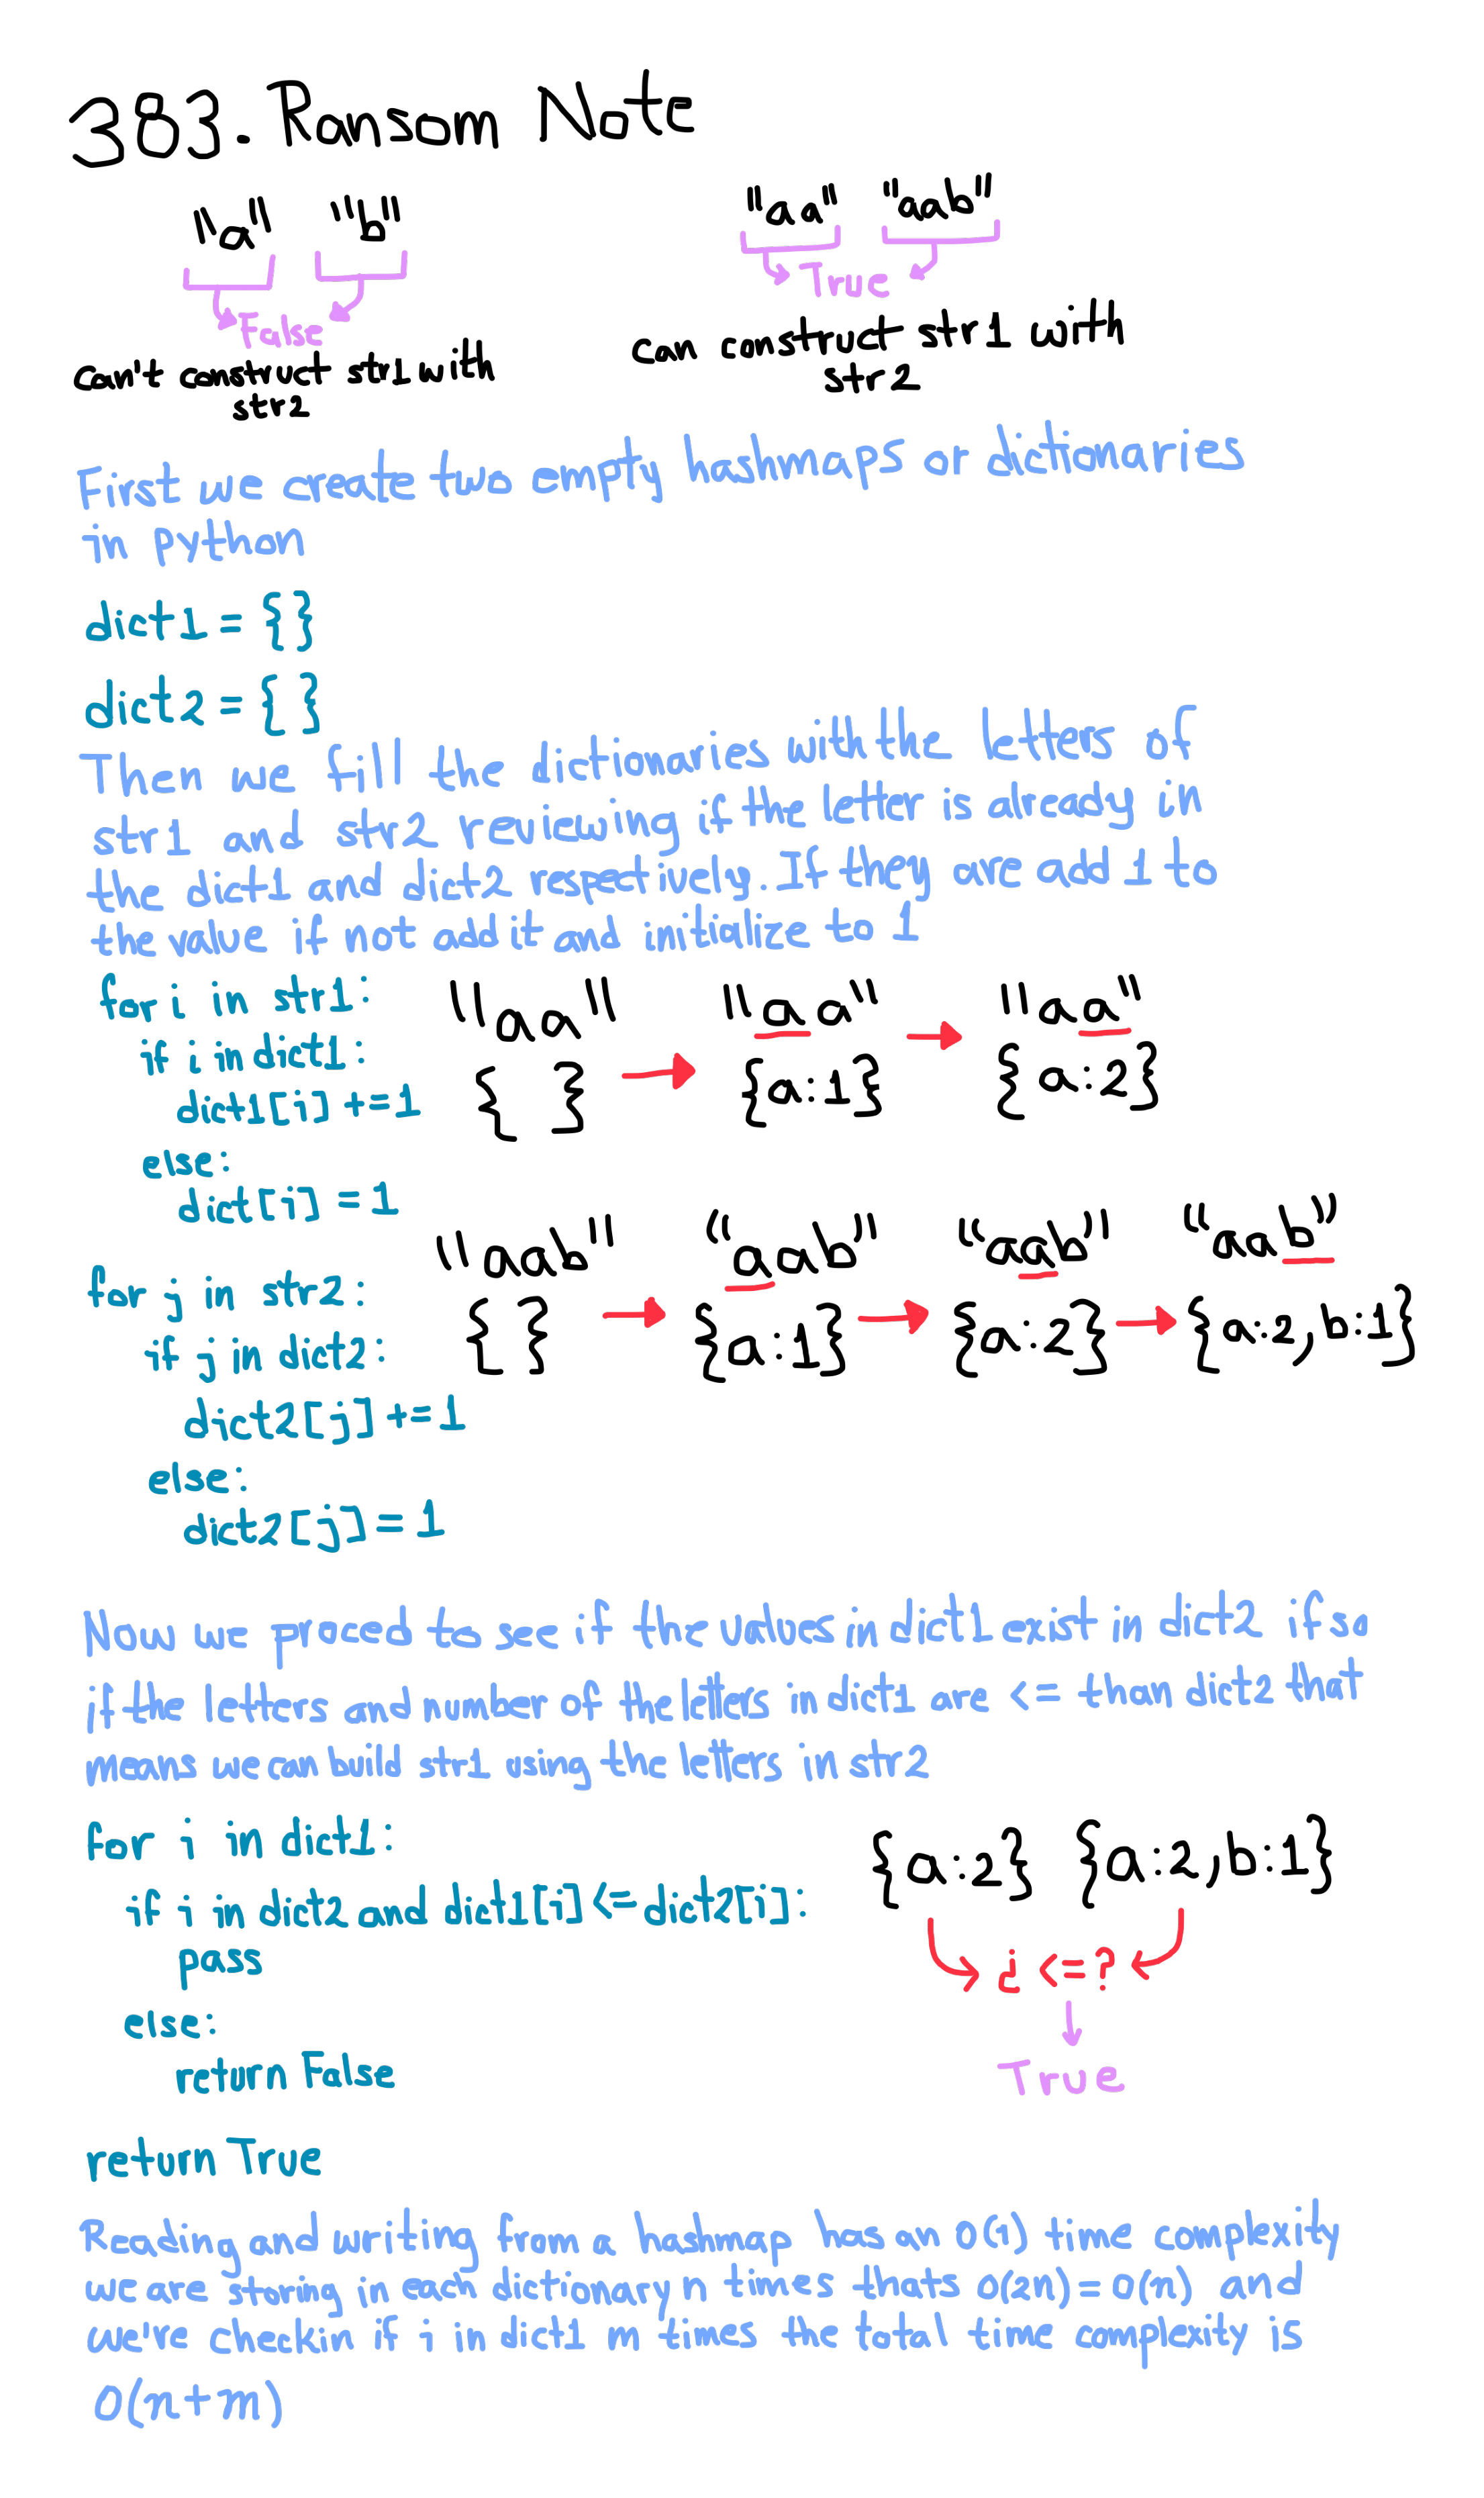 383. Ransom Note
"a" "b" "aa" "aab"
False True
can't construct str1 with can construct str1 with
str2 str2
First we create two empty hashmaps or dictionaries
in python
dict1 = {}
dict2 = { }
Then we fill the dictionaries with the letters of
str1 and str2 reviewing if the letter is already in
the dict1 and dict2 respectively. If they are add 1 to
the value if not add it and initialize to 1
for i in str1:
if i in dict1:
dict1[i] += 1
else:
dict[i] = 1
"aa" "aa" "aa"
{ } {a:1} {a:2}
for j in str2:
if j in dict2:
dict2[j] += 1
else:
dict2[j] = 1
"aab" "aab" "aab" "aab"
{ } {a:1} {a:2} {a:2, b:1}
Now we proced to see if the values in dict1 exist in dict2 if so
if the letters and number of the letters in dict1 are <= than dict2 that
means we can build str1 using the letters in str2
for i in dict1:
if i in dict2 and dict1[i] <= dict2[i]:
pass
else:
return False
return True
{a:2} {a:2, b:1}
¿ <= ?
True
Reading and writing from a hashmap has an O(1) time complexity
we are storing in each dictionary n times thats O(2n) = O(n) and
we're checkin if i in dict1 m times the total time complexity is
O(n+m)